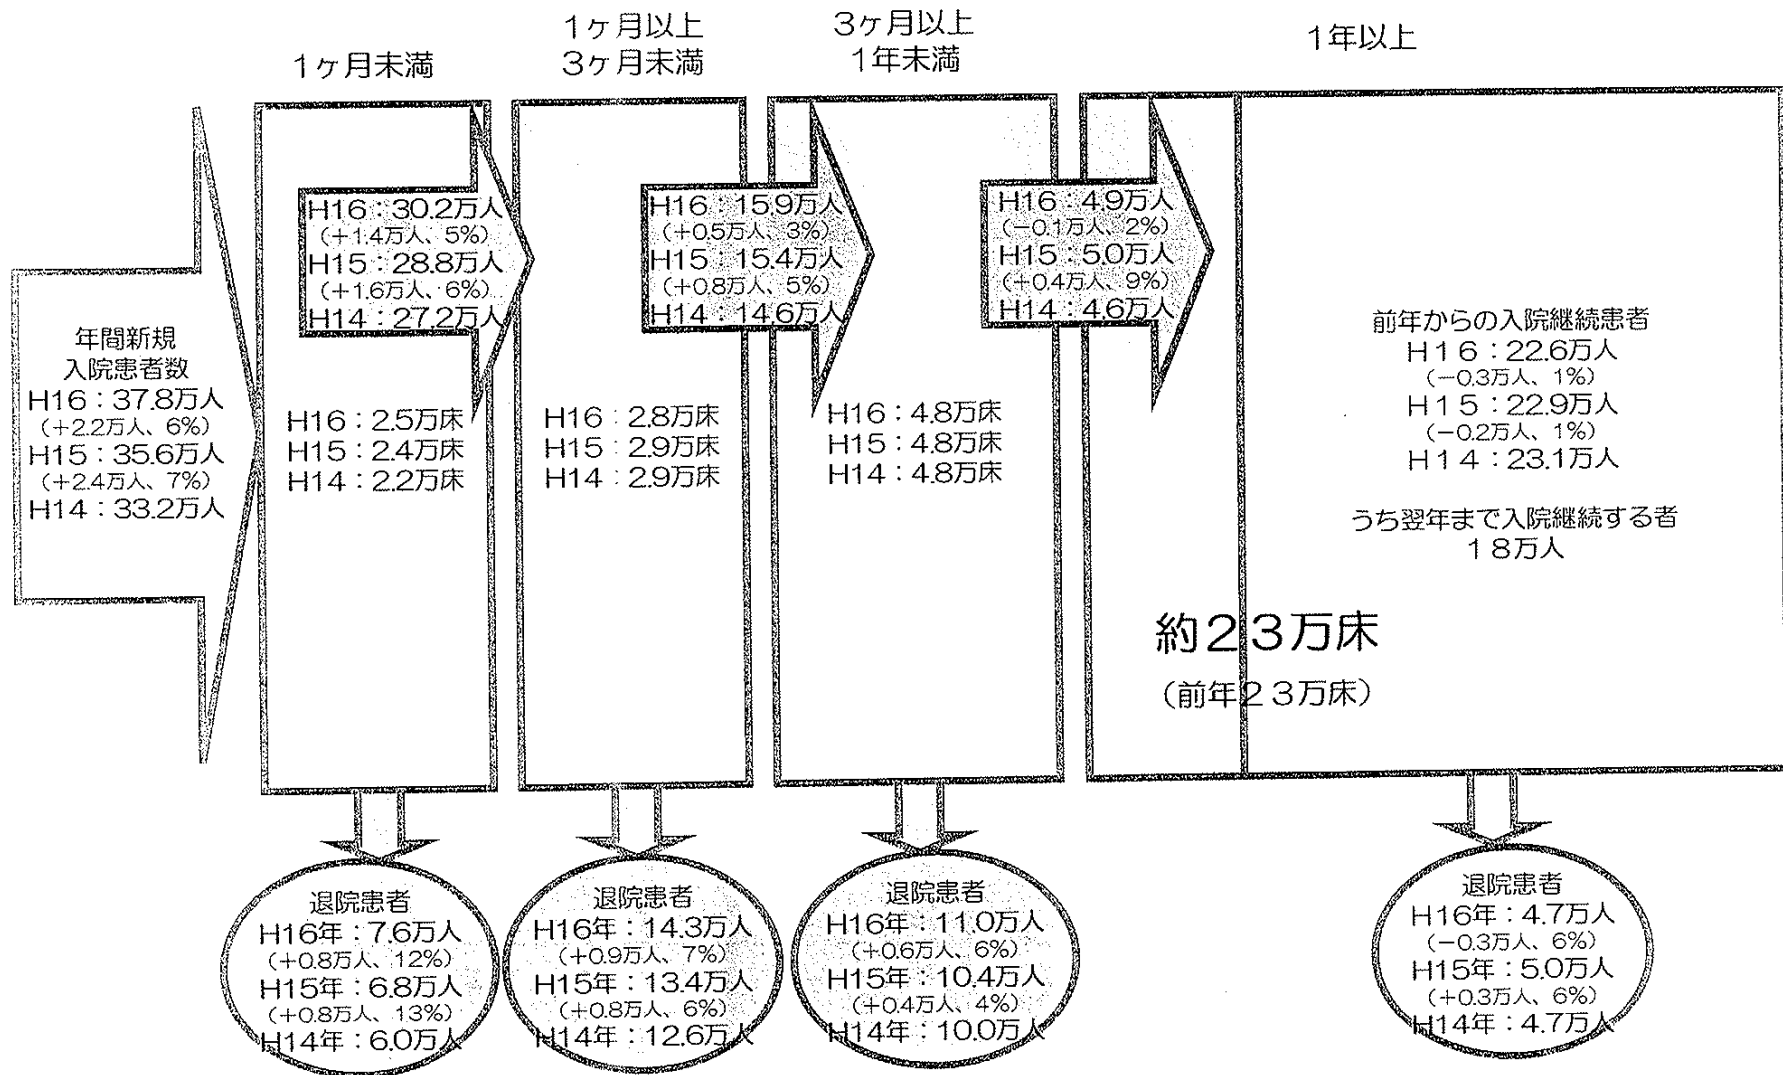 1ヶ月未満
1ヶ月以上
3ヶ月未満
3ヶ月以上
1年未満
1年以上
年間新規
入院患者数
H16：37.8万人
（+2.2万人、6%）
H15：35.6万人
（+2.4万人、7%）
H14：33.2万人
H16：30.2万人
（+1.4万人、5%）
H15：28.8万人
（+1.6万人、6%）
H14：27.2万人
H16：2.5万床
H15：2.4万床
H14：2.2万床
H16：15.9万人
（+0.5万人、3%）
H15：15.4万人
（+0.8万人、5%）
H14：14.6万人
H16：2.8万床
H15：2.9万床
H14：2.9万床
H16：4.9万人
（−0.1万人、2%）
H15：5.0万人
（+0.4万人、9%）
H14：4.6万人
H16：4.8万床
H15：4.8万床
H14：4.8万床
前年からの入院継続患者
H16：22.6万人
（−0.3万人、1%）
H15：22.9万人
（−0.2万人、1%）
H14：23.1万人
うち翌年まで入院継続する者
18万人
約23万床
（前年23万床）
退院患者
H16年：7.6万人
（+0.8万人、12%）
H15年：6.8万人
（+0.8万人、13%）
H14年：6.0万人
退院患者
H16年：14.3万人
（+0.9万人、7%）
H15年：13.4万人
（+0.8万人、6%）
H14年：12.6万人
退院患者
H16年：11.0万人
（+0.6万人、6%）
H15年：10.4万人
（+0.4万人、4%）
H14年：10.0万人
退院患者
H16年：4.7万人
（−0.3万人、6%）
H15年：5.0万人
（+0.3万人、6%）
H14年：4.7万人